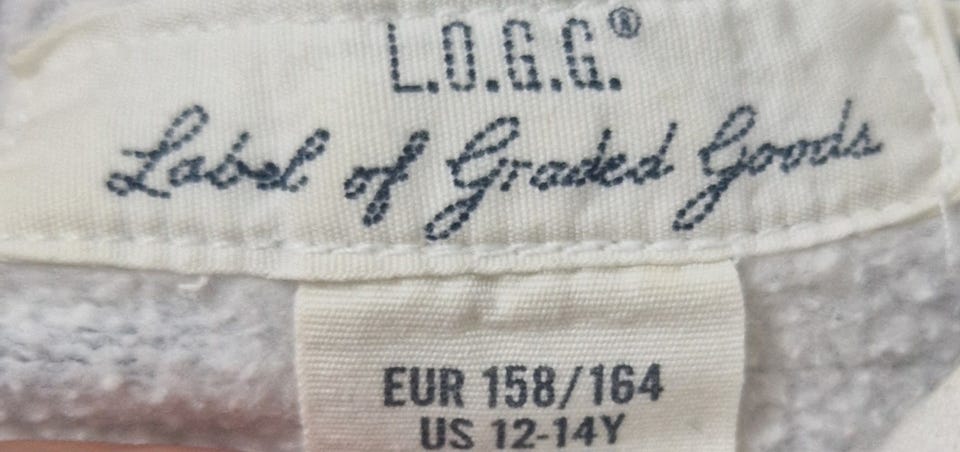 L.O.G.G.®
Label of Graded Goods
EUR 158/164
US 12-14Y